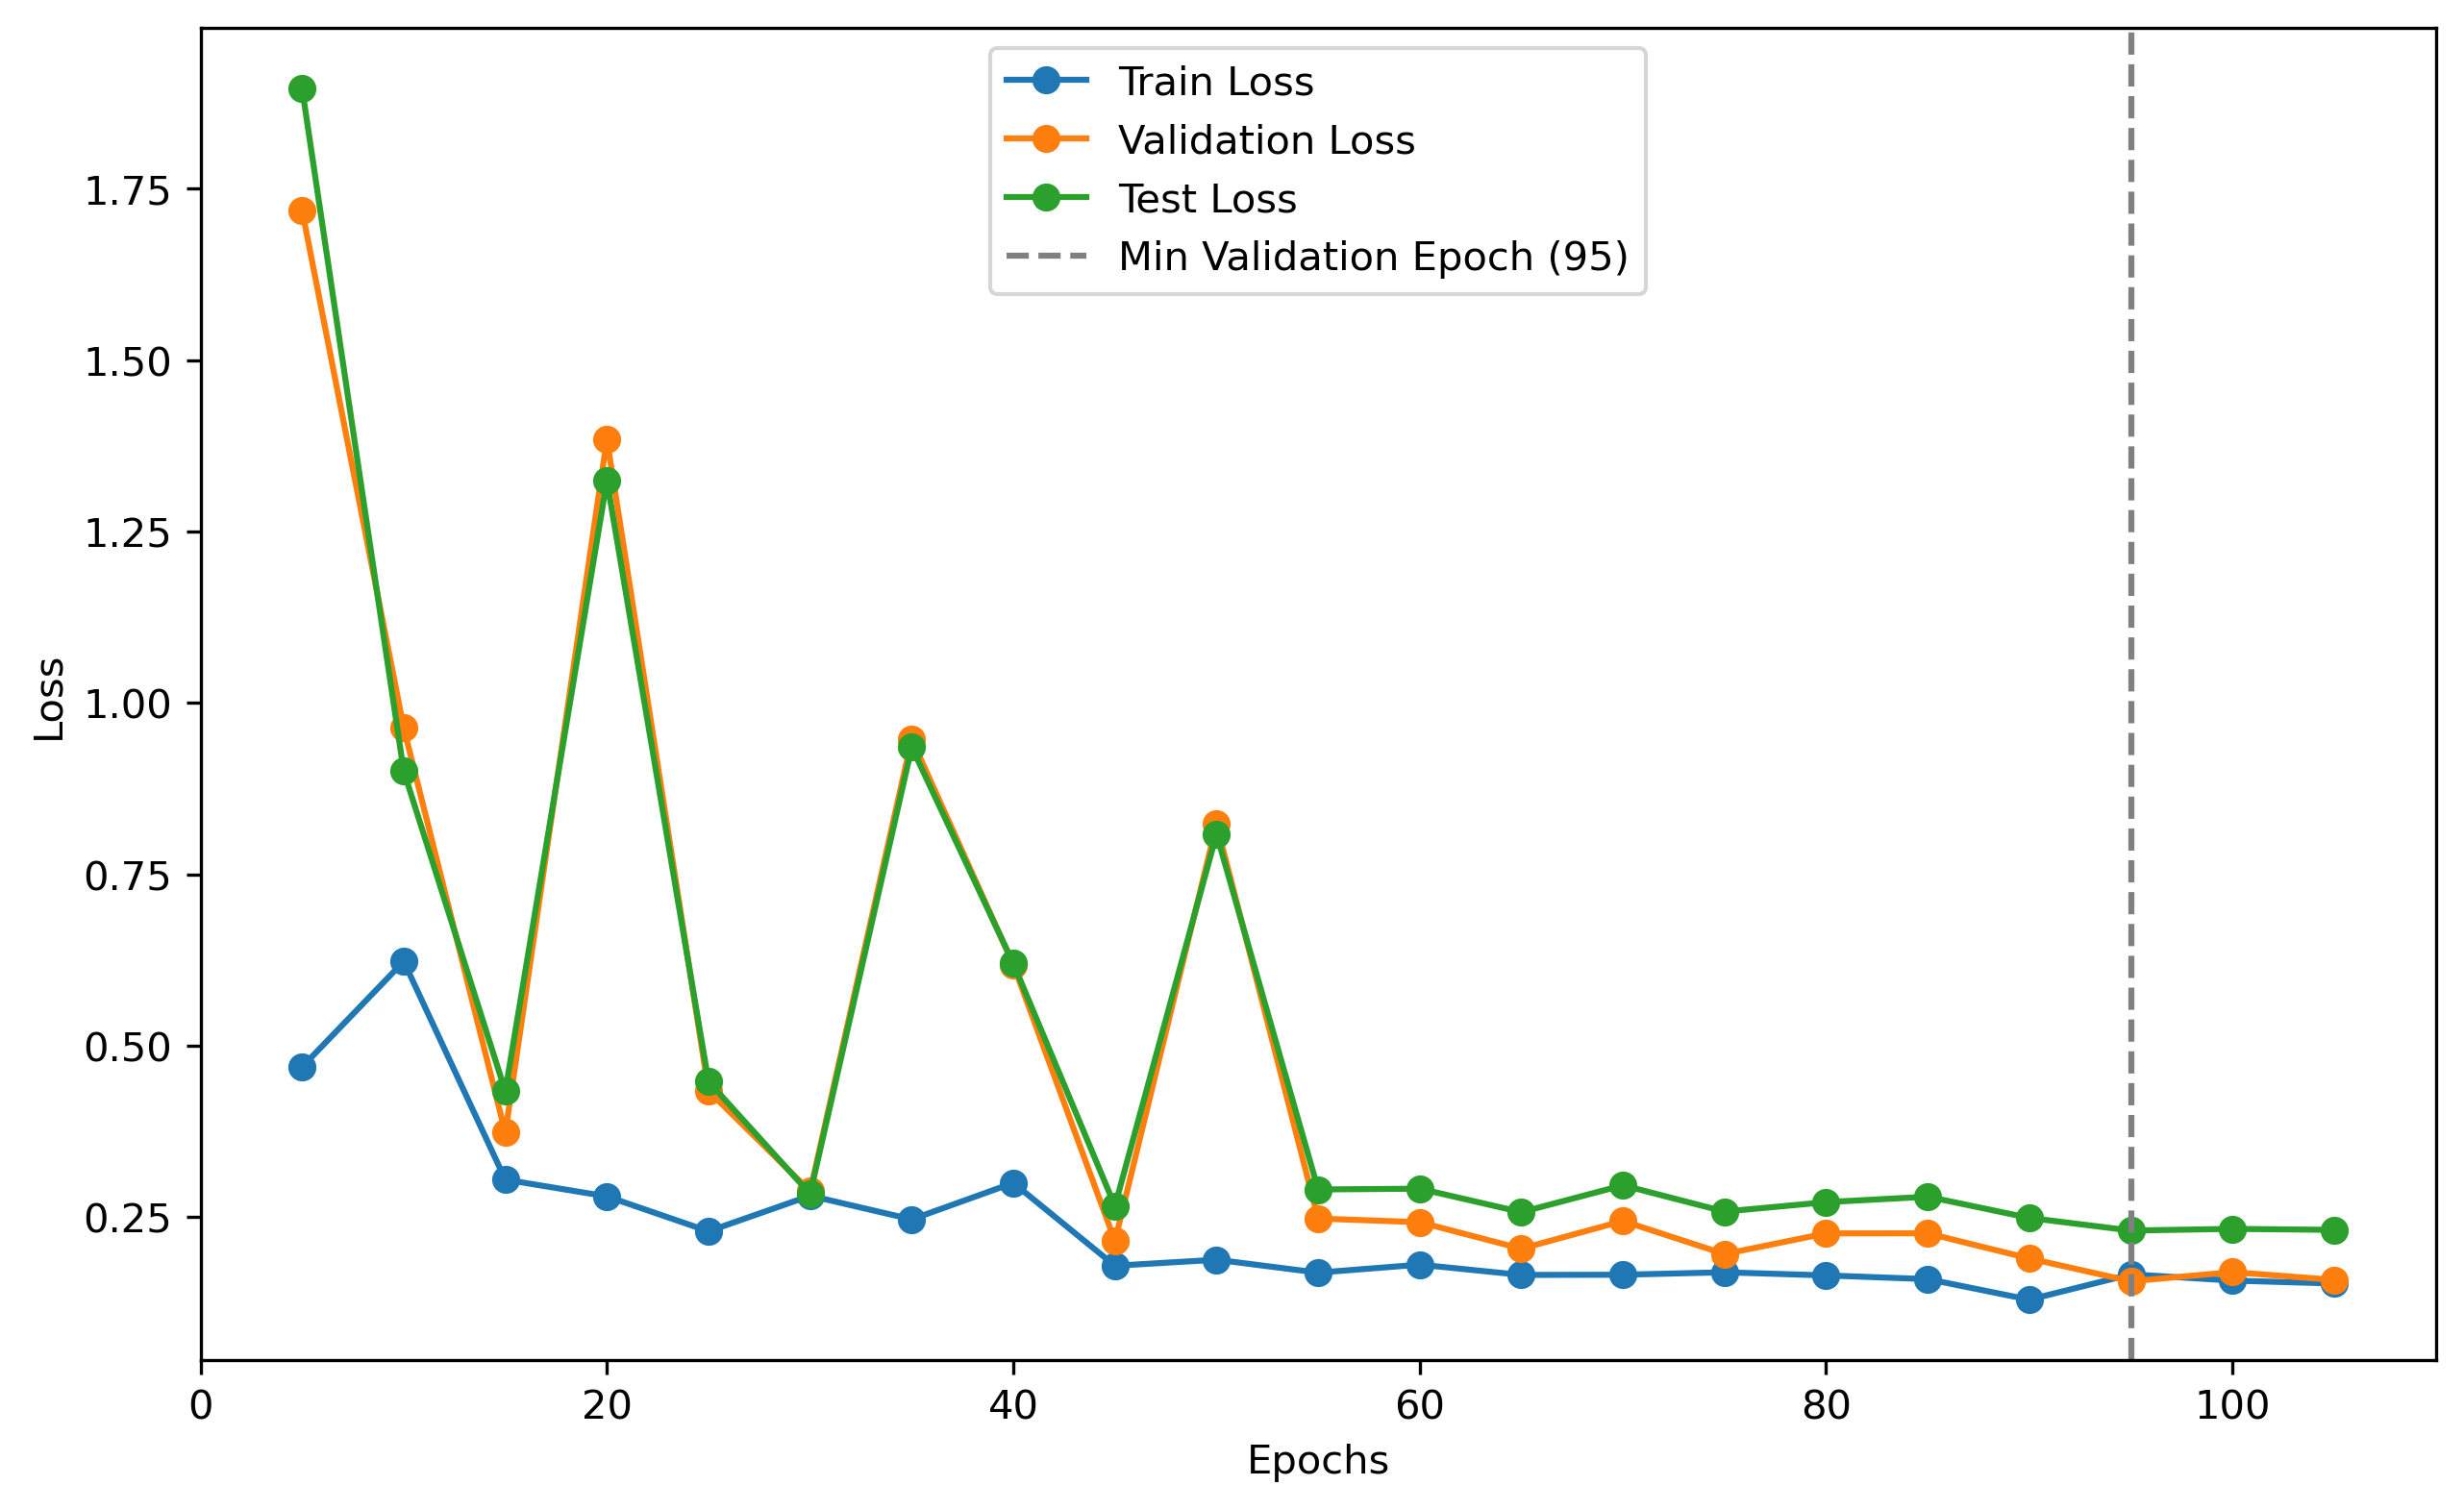 Train Loss
Validation Loss
Test Loss
Min Validation Epoch (95)
1.75
1.50
1.25
1.00
0.75
0.50
0.25
Loss
0 20 40 60 80 100
Epochs